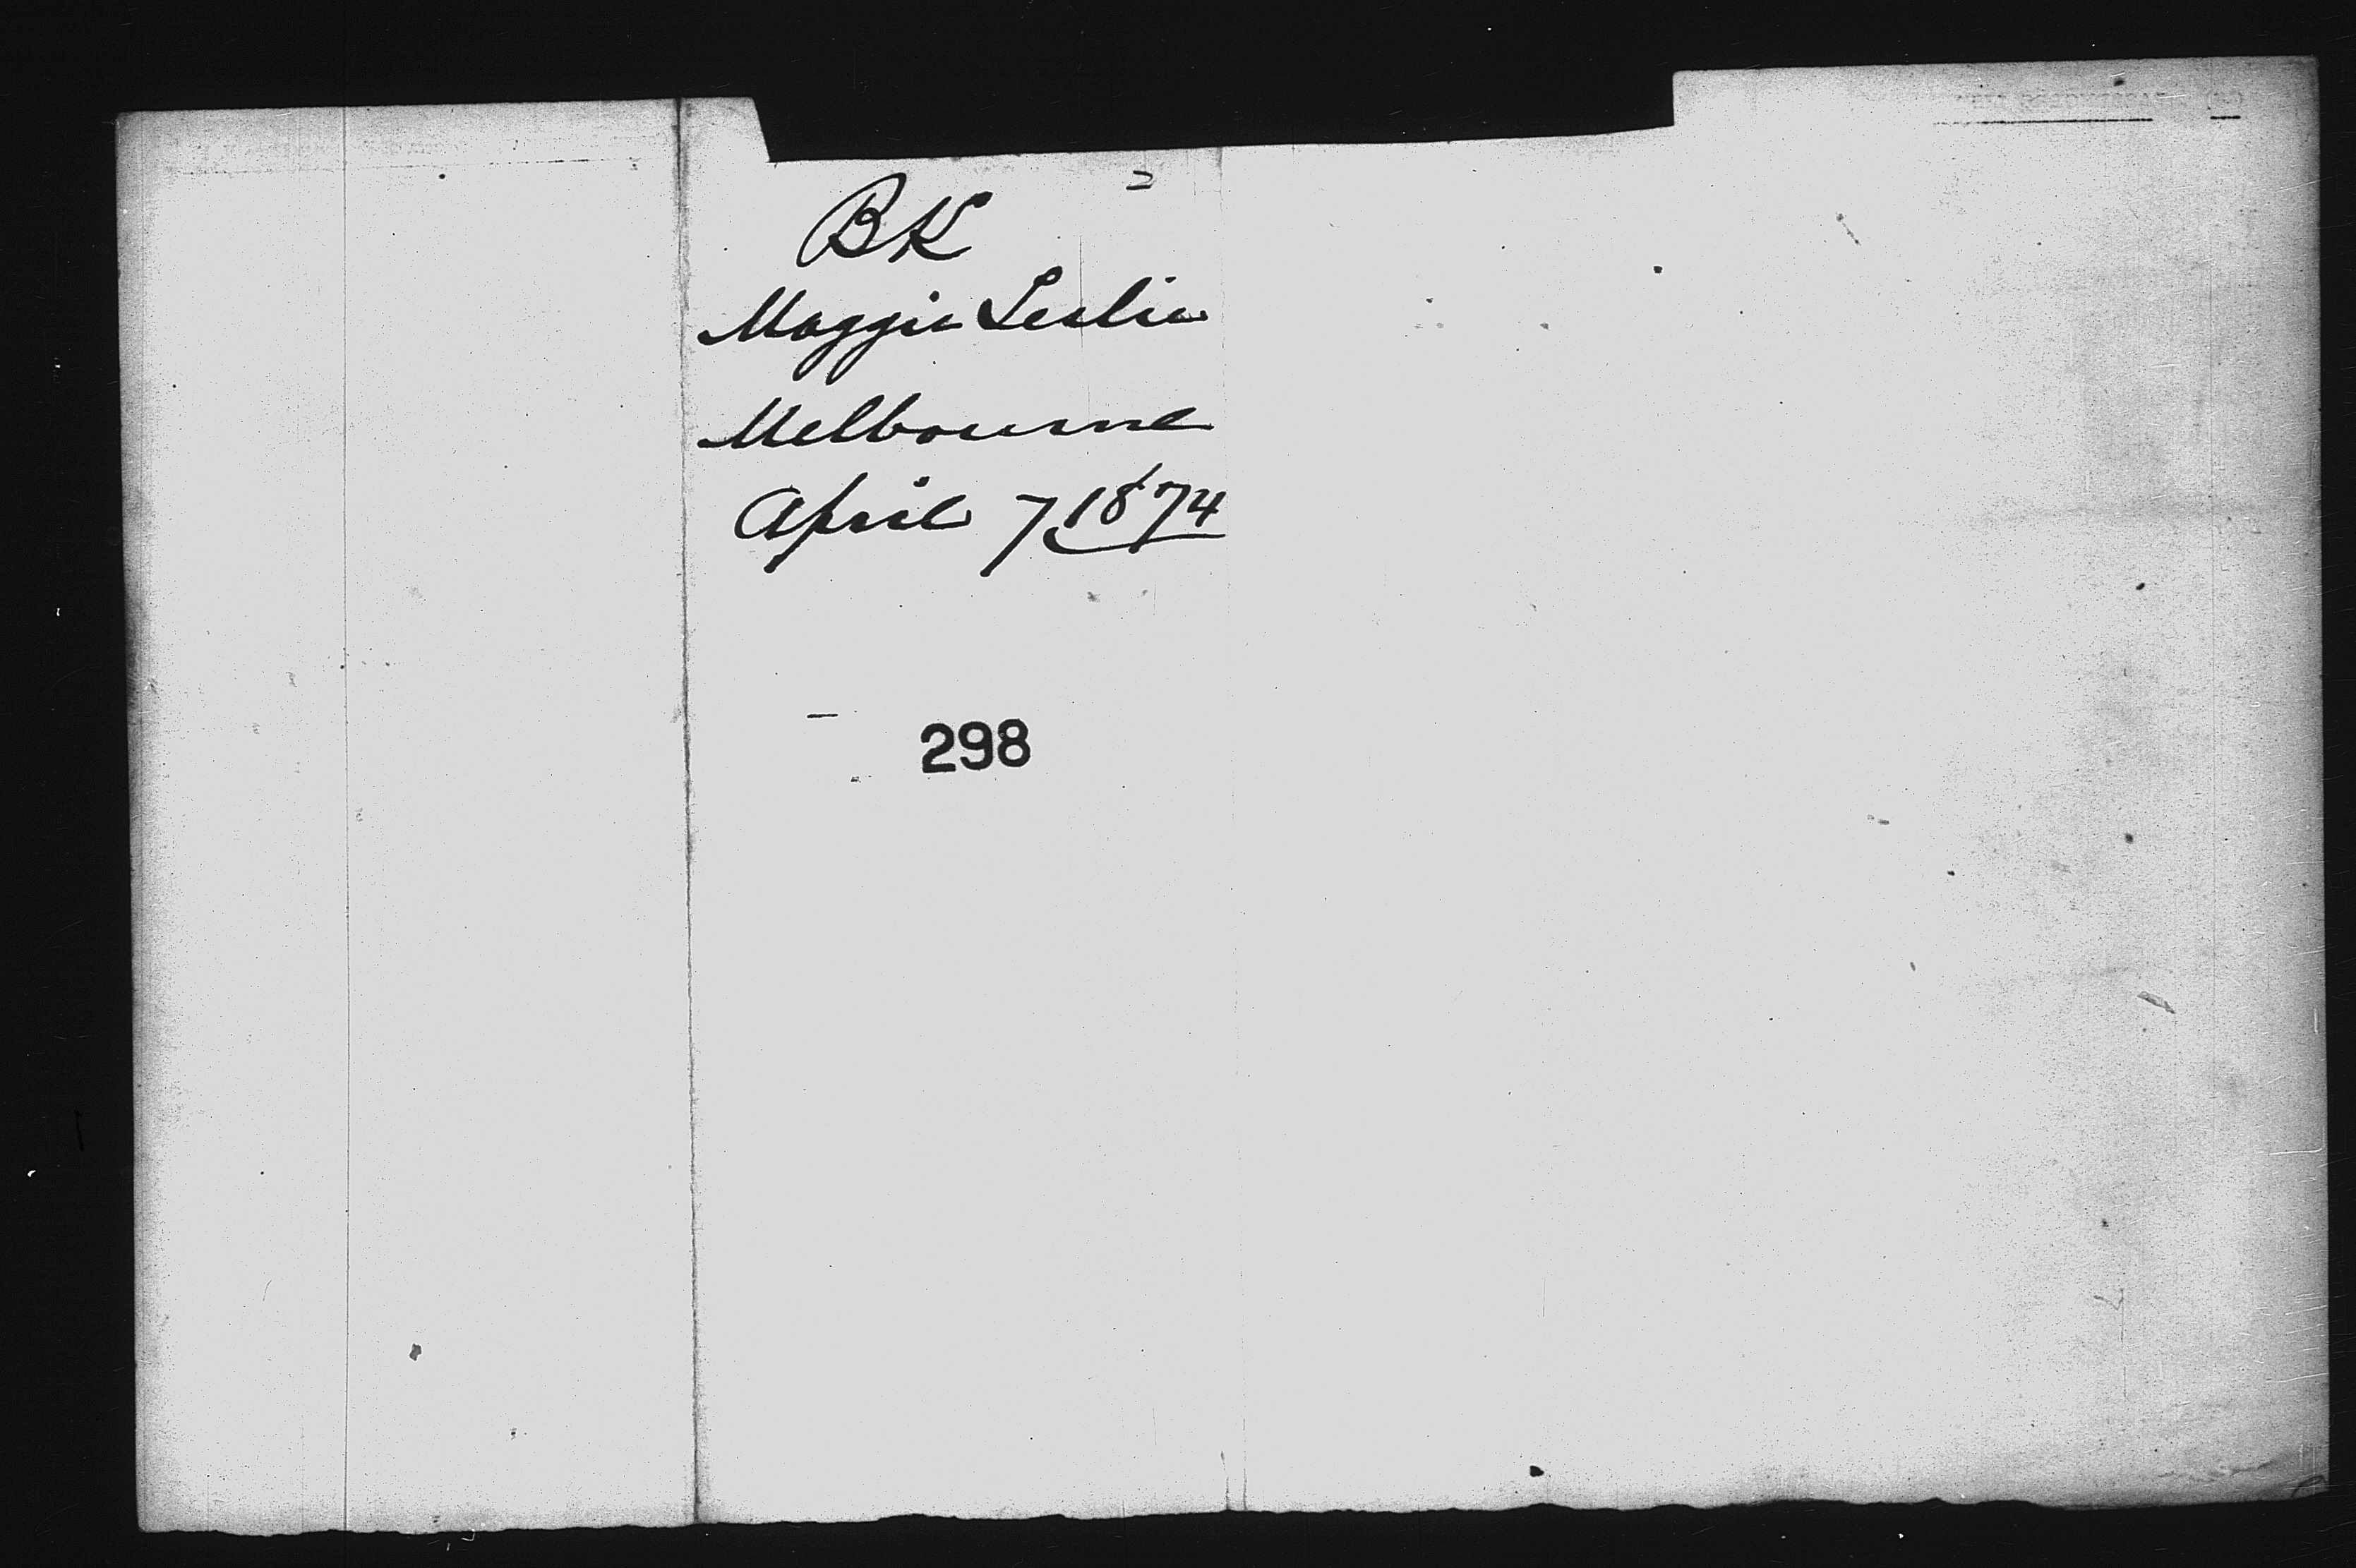 BK
Maggie Leslie
Melbourne
April 7 1874
298